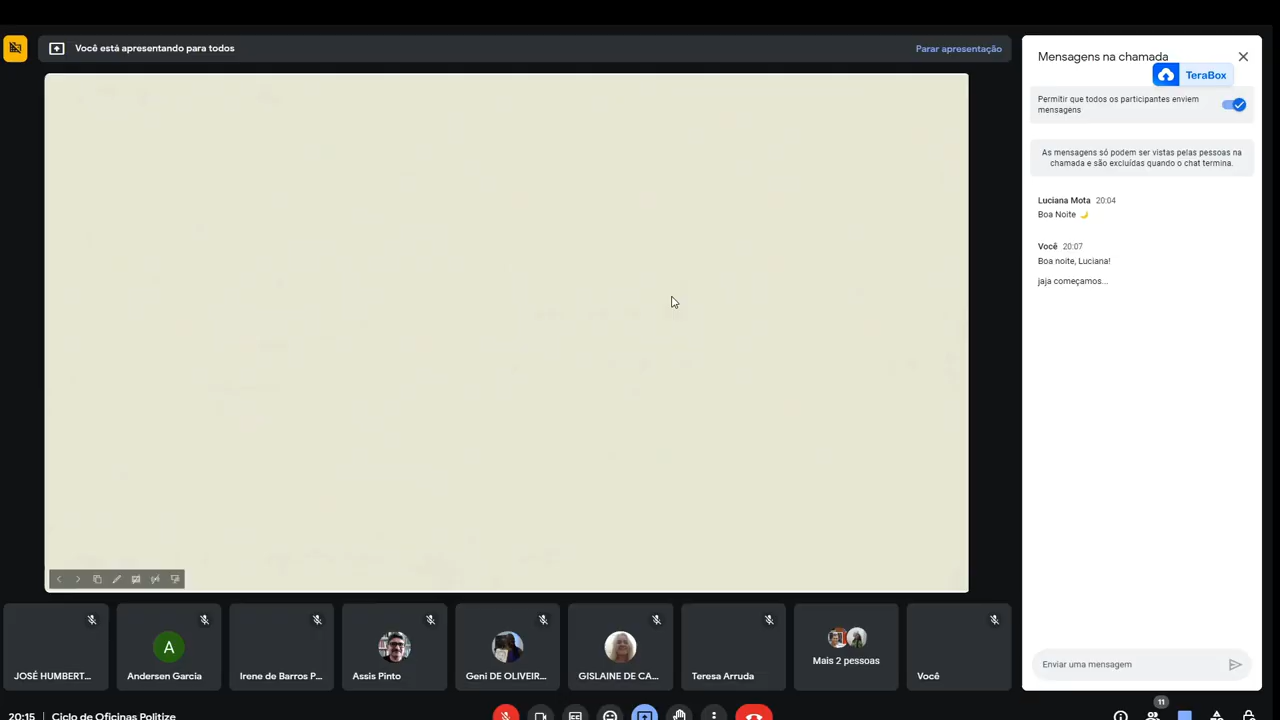 Você está apresentando para todos
Parar apresentação
Mensagens na chamada
TeraBox
Permitir que todos os participantes enviem
mensagens
As mensagens só podem ser vistas pelas pessoas na
chamada e são excluídas quando o chat termina.
Luciana Mota 20:04
Boa Noite 🌙
Você 20:07
Boa noite, Luciana!
jaja começamos...
JOSÉ HUMBERT...
A
Andersen Garcia
Irene de Barros P...
Assis Pinto
Geni DE OLIVEIR...
GISLAINE DE CA...
Teresa Arruda
Mais 2 pessoas
Você
Enviar uma mensagem
11
20:15 | Ciclo de Oficinas Politize